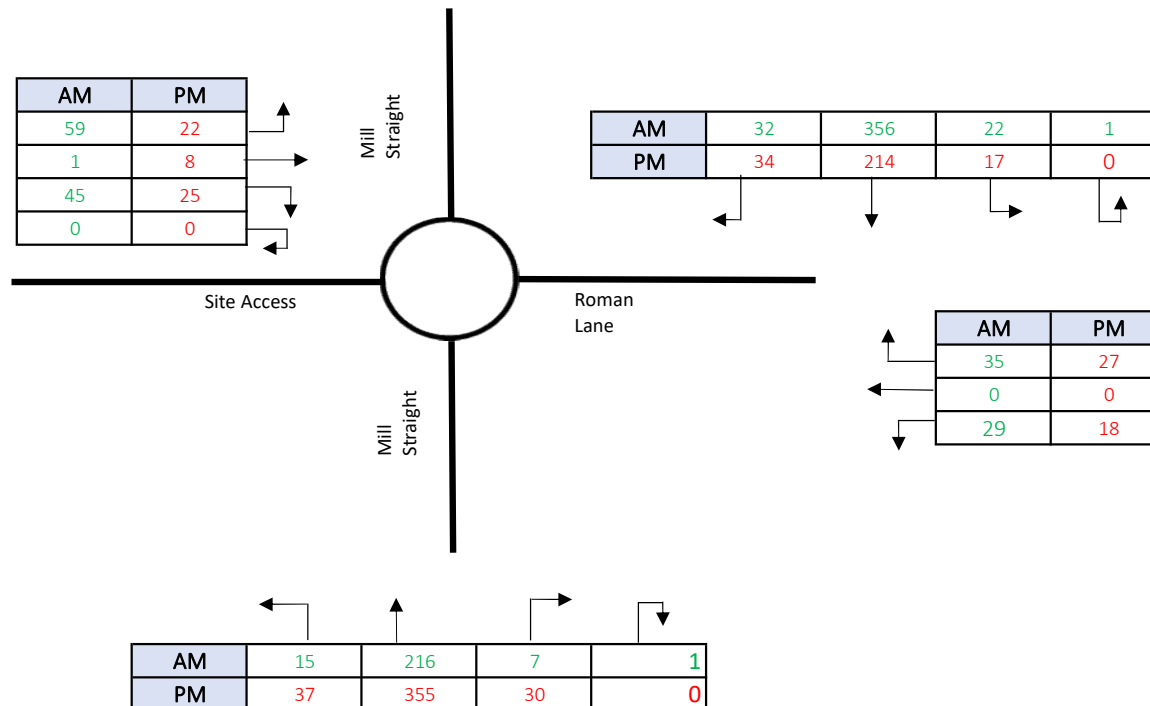 AM PM
59 22
1 8
45 25
0 0
Mill
Straight
AM 32 356 22 1
PM 34 214 17 0
Site Access
Roman
Lane
AM PM
35 27
0 0
29 18
Mill
Straight
AM 15 216 7 1
PM 37 355 30 0